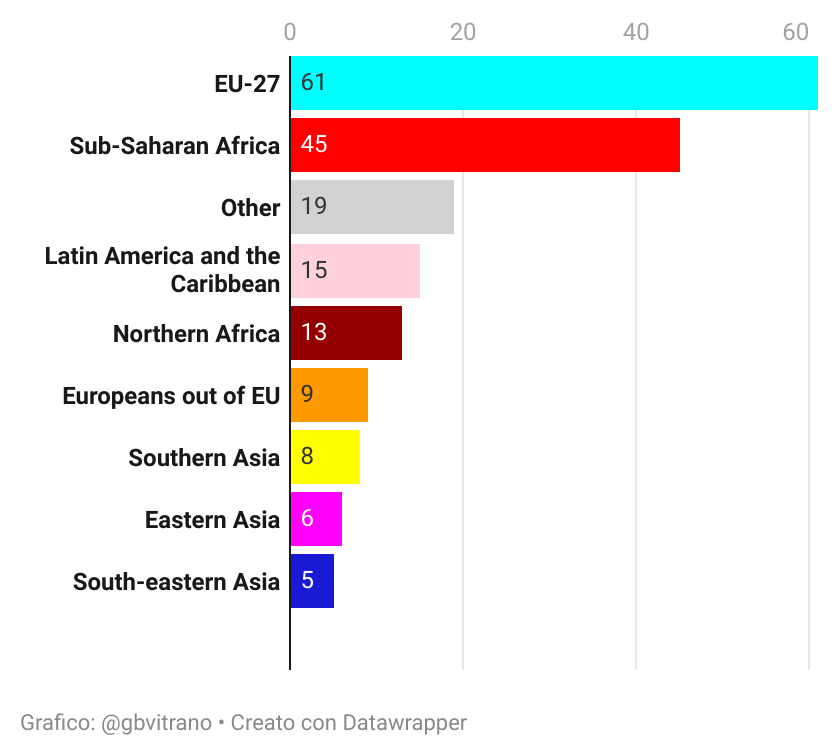 0 20 40 60
EU-27 61
Sub-Saharan Africa 45
Other 19
Latin America and the
Caribbean 15
Northern Africa 13
Europeans out of EU 9
Southern Asia 8
Eastern Asia 6
South-eastern Asia 5
Grafico: @gbvitrano • Creato con Datawrapper